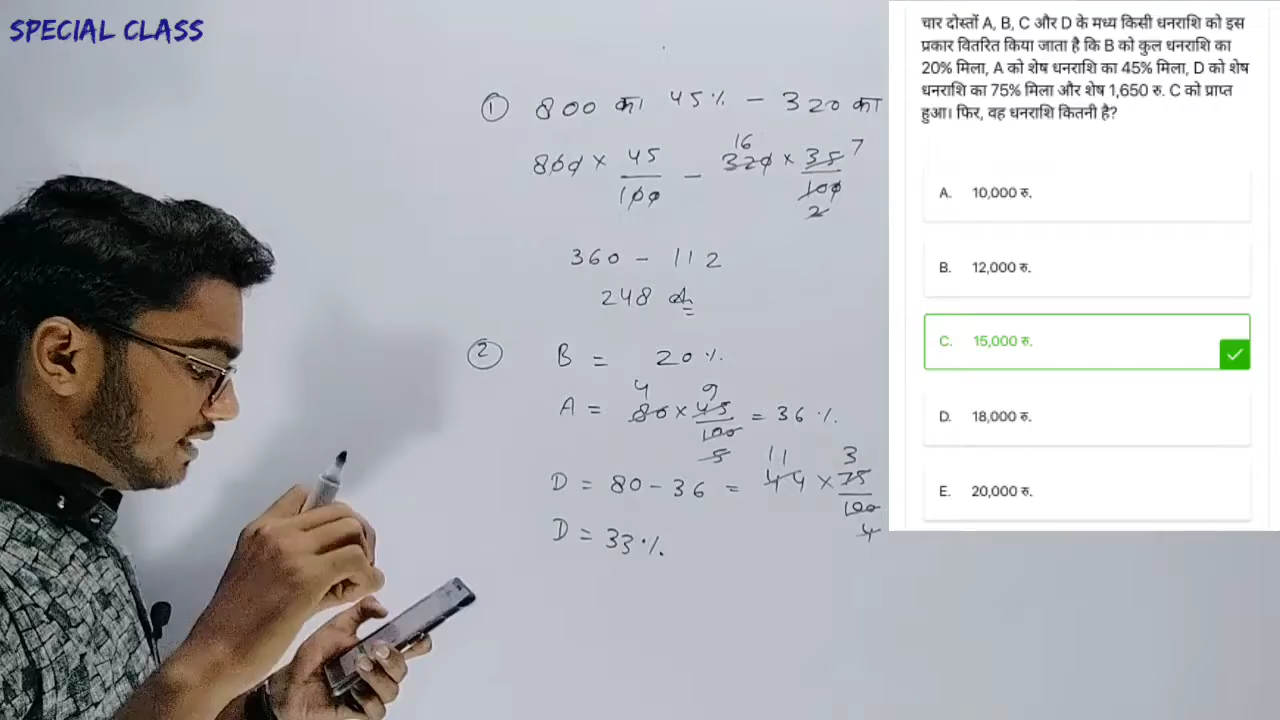 SPECIAL CLASS
① 800 का 45% - 320 का
800 × 45/100 - 320 × 35/100
16 7
2
360 - 112
248 Ans
② B = 20%
A = 80 × 45/100 = 36%
4 9
5
D = 80 - 36 = 44 × 75/100
11 3
4
D = 33%
चार दोस्तों A, B, C और D के मध्य किसी धनराशि को इस
प्रकार वितरित किया जाता है कि B को कुल धनराशि का
20% मिला, A को शेष धनराशि का 45% मिला, D को शेष
धनराशि का 75% मिला और शेष 1,650 रु. C को प्राप्त
हुआ। फिर, वह धनराशि कितनी है?
A. 10,000 रु.
B. 12,000 रु.
C. 15,000 रु.
D. 18,000 रु.
E. 20,000 रु.